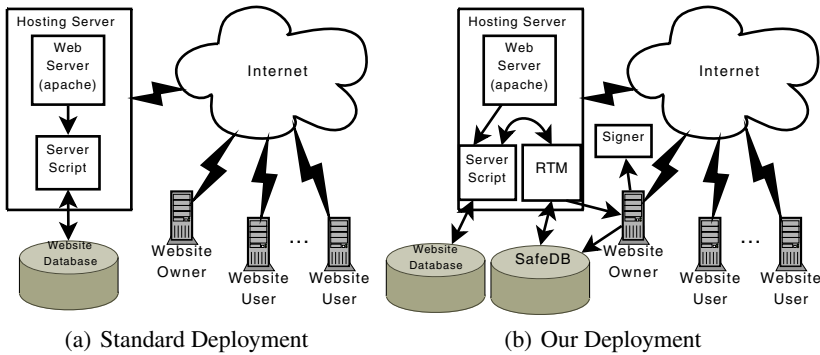 Hosting Server
Web
Server
(apache)
Server
Script
Website
Database
Internet
Website
Owner
Website
User
...
Website
User
(a) Standard Deployment
Hosting Server
Web
Server
(apache)
Server
Script
RTM
Signer
Website
Database
SafeDB
Internet
Website
Owner
Website
User
...
Website
User
(b) Our Deployment